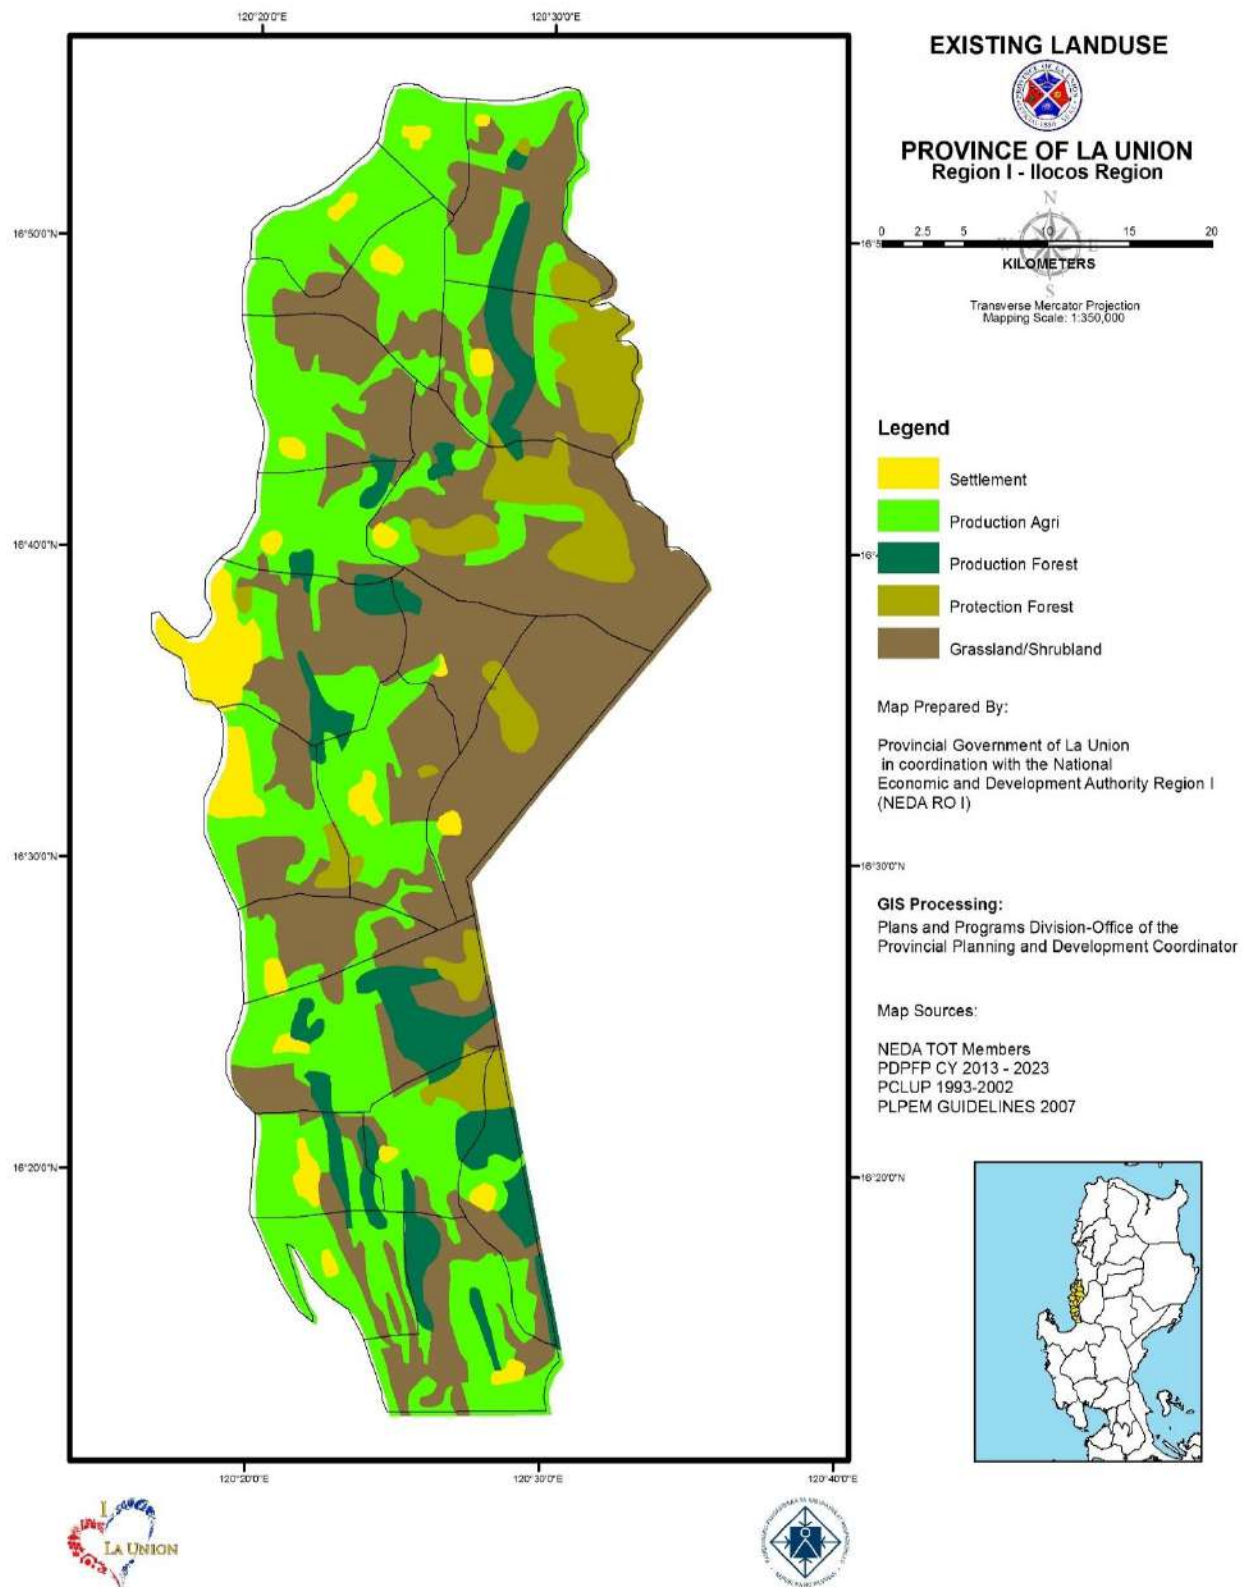 120°20'0"E
120°30'0"E
EXISTING LANDUSE
PROVINCE OF LA UNION
Region I - Ilocos Region
N
E
S
0 2.5 5 10 15 20
KILOMETERS
Transverse Mercator Projection
Mapping Scale: 1:350,000
16°50'0"N
16°5
Legend
Settlement
Production Agri
Production Forest
Protection Forest
Grassland/Shrubland
16°40'0"N
16°4
Map Prepared By:
Provincial Government of La Union
in coordination with the National
Economic and Development Authority Region I
(NEDA RO I)
16°30'0"N
16°30'0"N
GIS Processing:
Plans and Programs Division-Office of the
Provincial Planning and Development Coordinator
Map Sources:
NEDA TOT Members
PDPFP CY 2013 - 2023
PCLUP 1993-2002
PLPEM GUIDELINES 2007
16°20'0"N
16°20'0"N
120°20'0"E
120°30'0"E
120°40'0"E
I
LA UNION